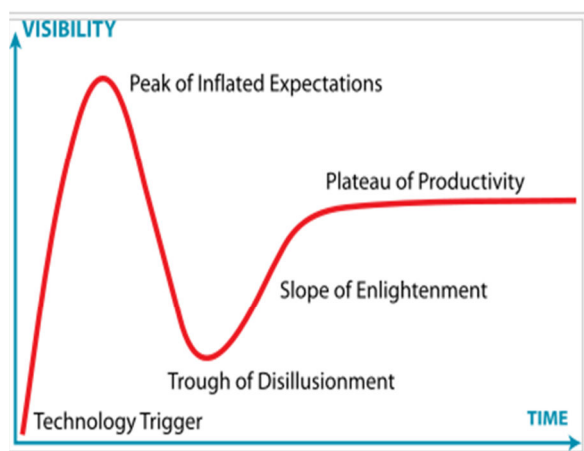 VISIBILITY
Peak of Inflated Expectations
Plateau of Productivity
Slope of Enlightenment
Trough of Disillusionment
Technology Trigger
TIME